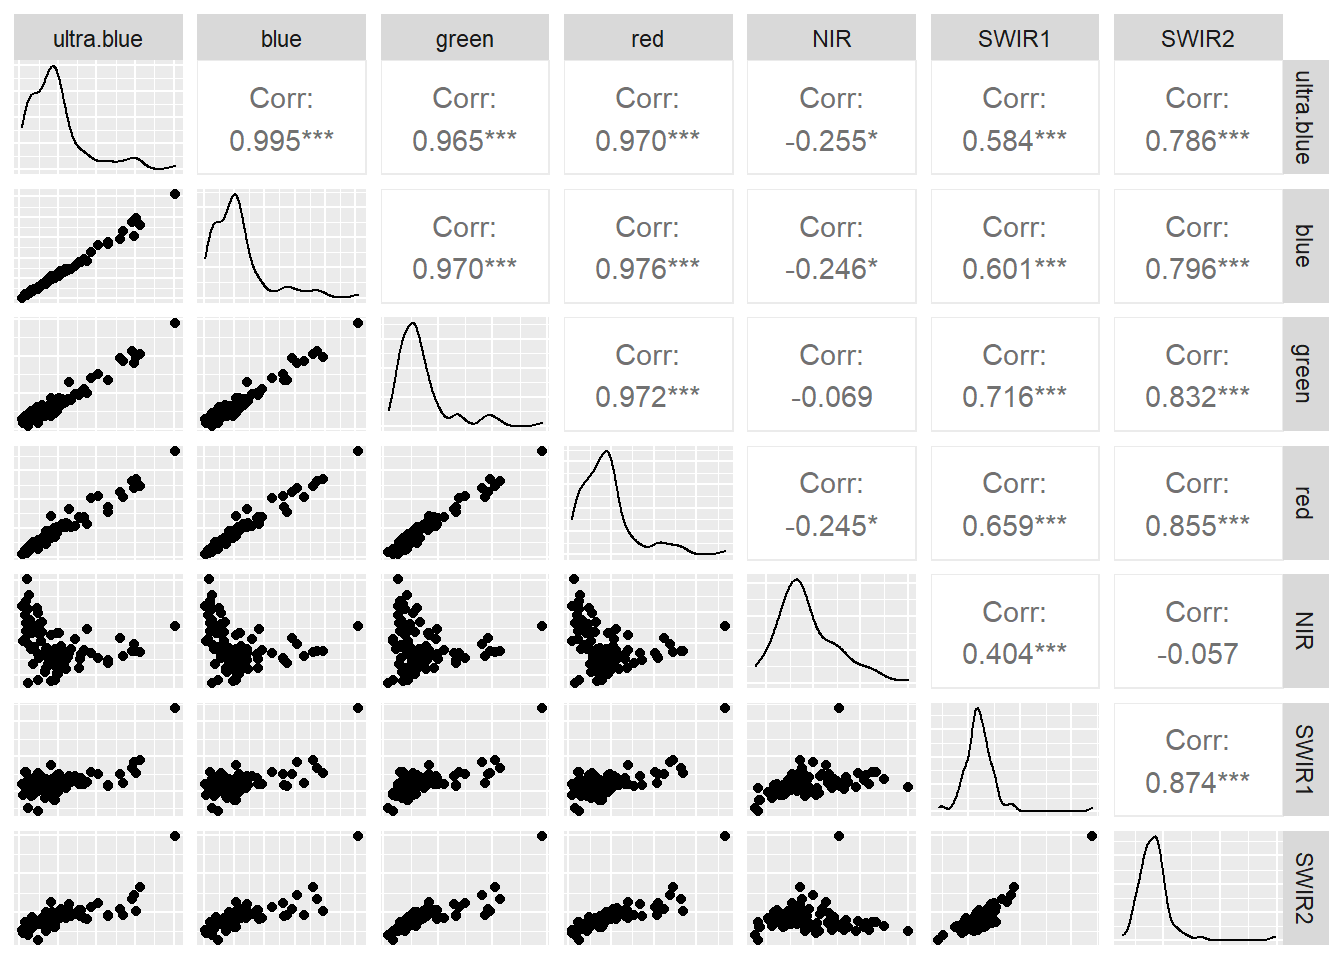 ultra.blue blue green red NIR SWIR1 SWIR2
Corr: Corr: Corr: Corr: Corr: Corr: ultra.blue
0.995*** 0.965*** 0.970*** -0.255* 0.584*** 0.786***
Corr: Corr: Corr: Corr: Corr: blue
0.970*** 0.976*** -0.246* 0.601*** 0.796***
Corr: Corr: Corr: Corr: green
0.972*** -0.069 0.716*** 0.832***
Corr: Corr: Corr: red
-0.245* 0.659*** 0.855***
Corr: Corr: NIR
0.404*** -0.057
Corr: SWIR1
0.874***
SWIR2